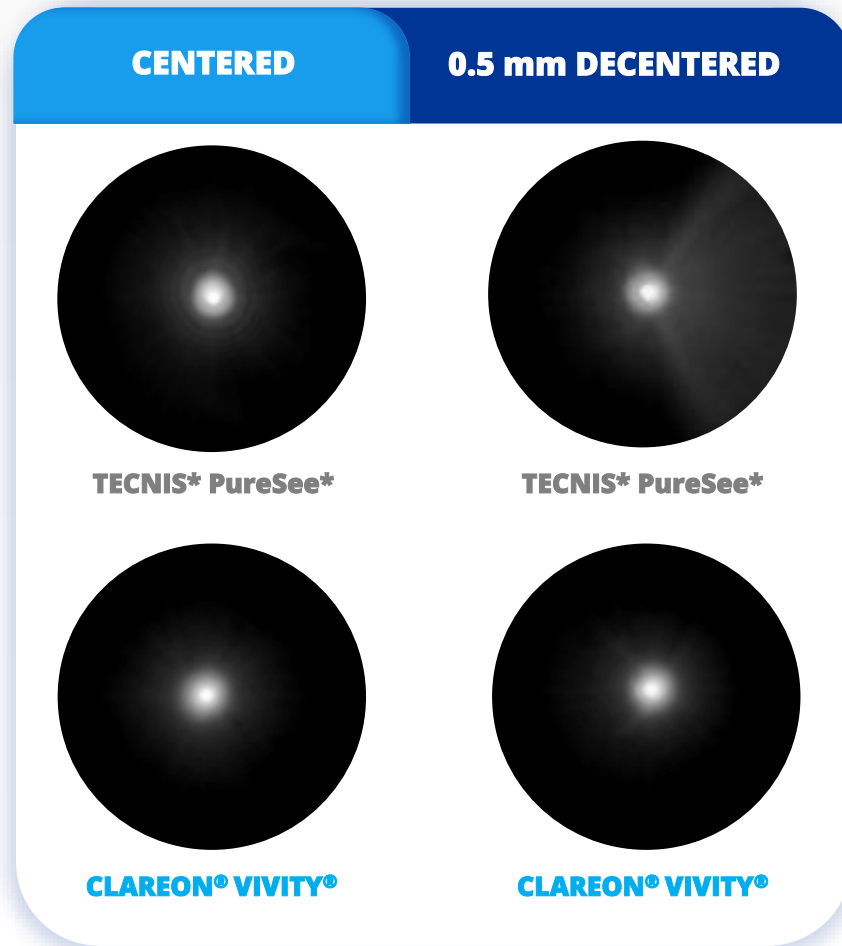 CENTERED
0.5 mm DECENTERED
TECNIS* PureSee*
TECNIS* PureSee*
CLAREON® VIVITY®
CLAREON® VIVITY®